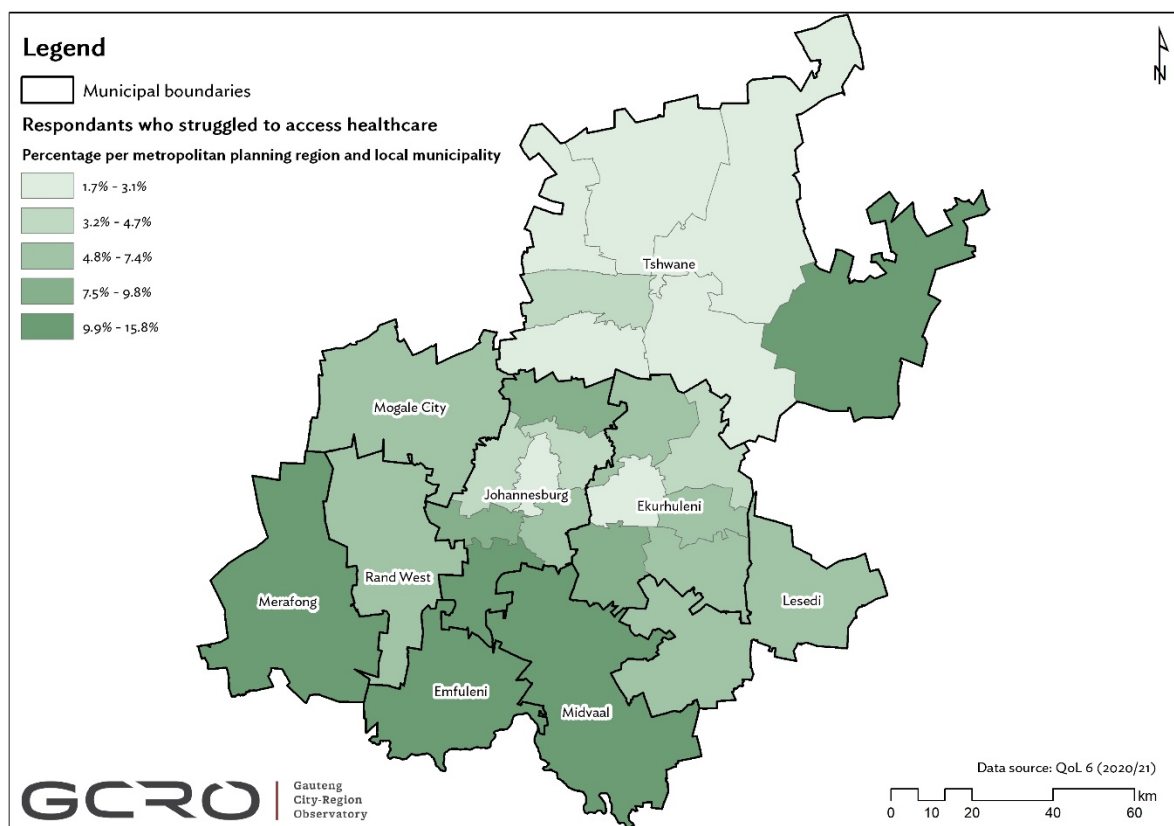 Legend
Municipal boundaries
Respondants who struggled to access healthcare
Percentage per metropolitan planning region and local municipality
1.7% - 3.1%
3.2% - 4.7%
4.8% - 7.4%
7.5% - 9.8%
9.9% - 15.8%
N
Tshwane
Mogale City
Johannesburg
Ekurhuleni
Rand West
Merafong
Lesedi
Emfuleni
Midvaal
GCRO
Gauteng
City-Region
Observatory
Data source: QoL 6 (2020/21)
km
0 10 20 40 60